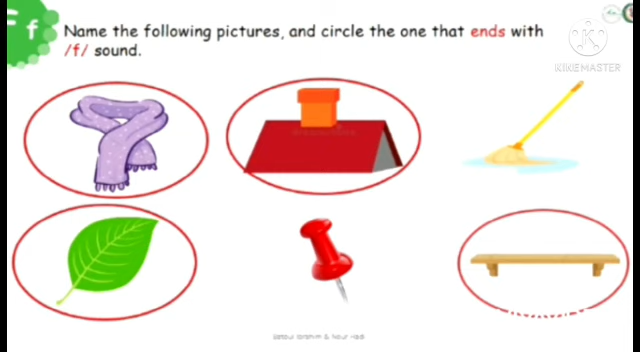 F f
Name the following pictures, and circle the one that ends with
/f/ sound.
KINEMASTER